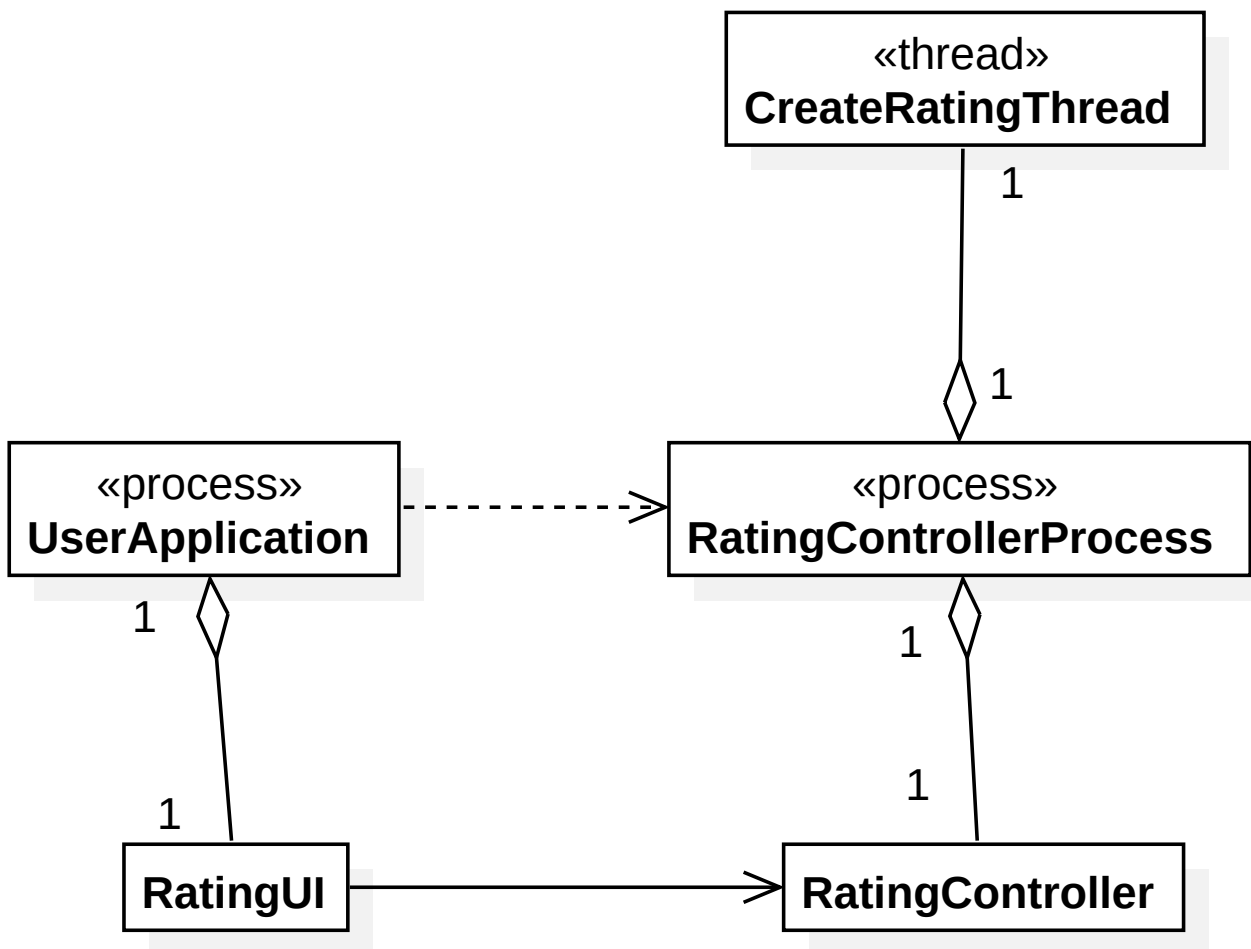 «thread»
CreateRatingThread
1
1
«process»
UserApplication
«process»
RatingControllerProcess
1
1
1
1
RatingUI
RatingController